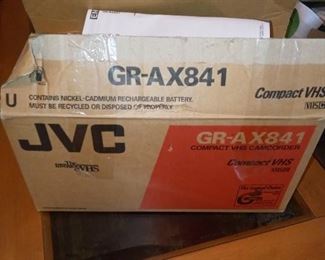 GR-AX841
Compact VHS
U
CONTAINS NICKEL-CADMIUM RECHARGEABLE BATTERY.
MUST BE RECYCLED OR DISPOSED OF PROPERLY.
JVC
GR-AX841
COMPACT VHS CAMCORDER
Compact VHS
VHS